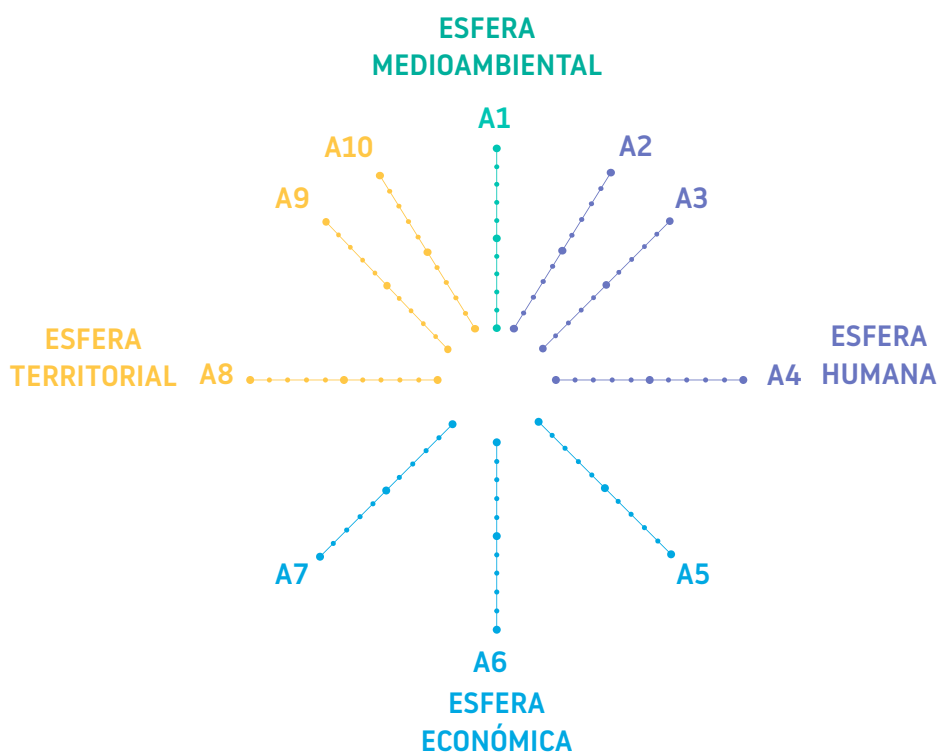 ESFERA
MEDIOAMBIENTAL
A1
A10
A2
A9
A3
ESFERA
TERRITORIAL
A8
A4
ESFERA
HUMANA
A7
A5
A6
ESFERA
ECONÓMICA